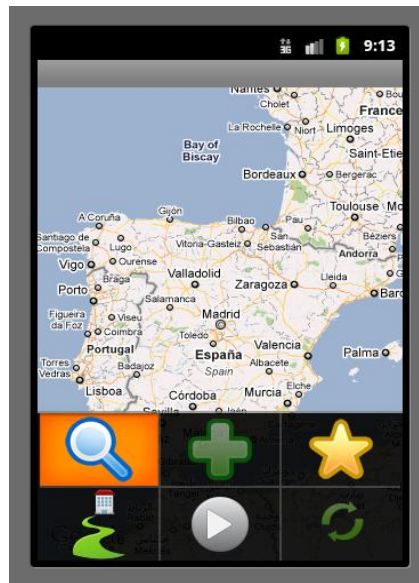 3G 9:13
Nantes
Cholet
France
La Rochelle Niort Limoges
Bay of
Biscay
Saint-Etie
Bordeaux Bergerac
Toulouse
A Coruña Gijón Bilbao Pau
Santiago de
Compostela
Lugo Vitoria-Gasteiz San
Sebastián
Béziers
Andorra
Vigo Ourense
Braga Valladolid Zaragoza Lleida
Porto Barc
Salamanca
Figueira
da Foz
Viseu Madrid
Coimbra Toledo
Portugal España Valencia Palma
Spain
Torres
Vedras
Badajoz Albacete
Elche
Lisboa Córdoba Murcia
Sevilla Jaén